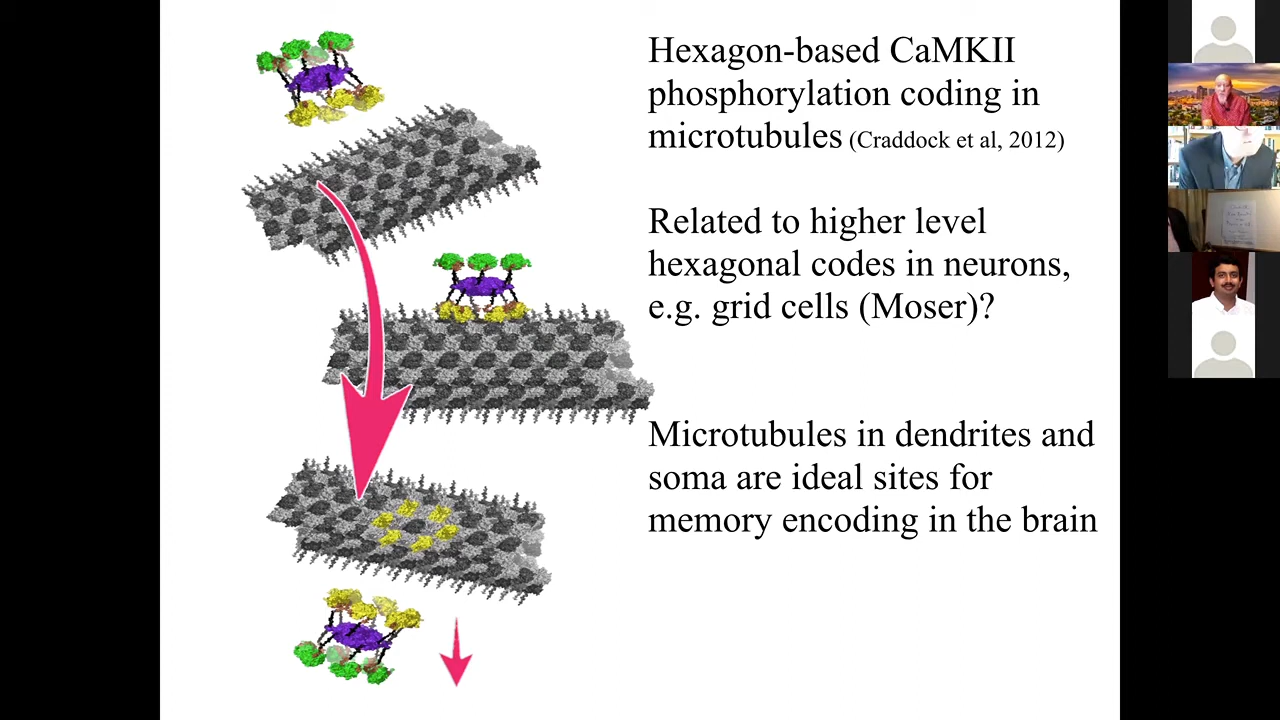 Hexagon-based CaMKII
phosphorylation coding in
microtubules (Craddock et al, 2012)
Related to higher level
hexagonal codes in neurons,
e.g. grid cells (Moser)?
Microtubules in dendrites and
soma are ideal sites for
memory encoding in the brain